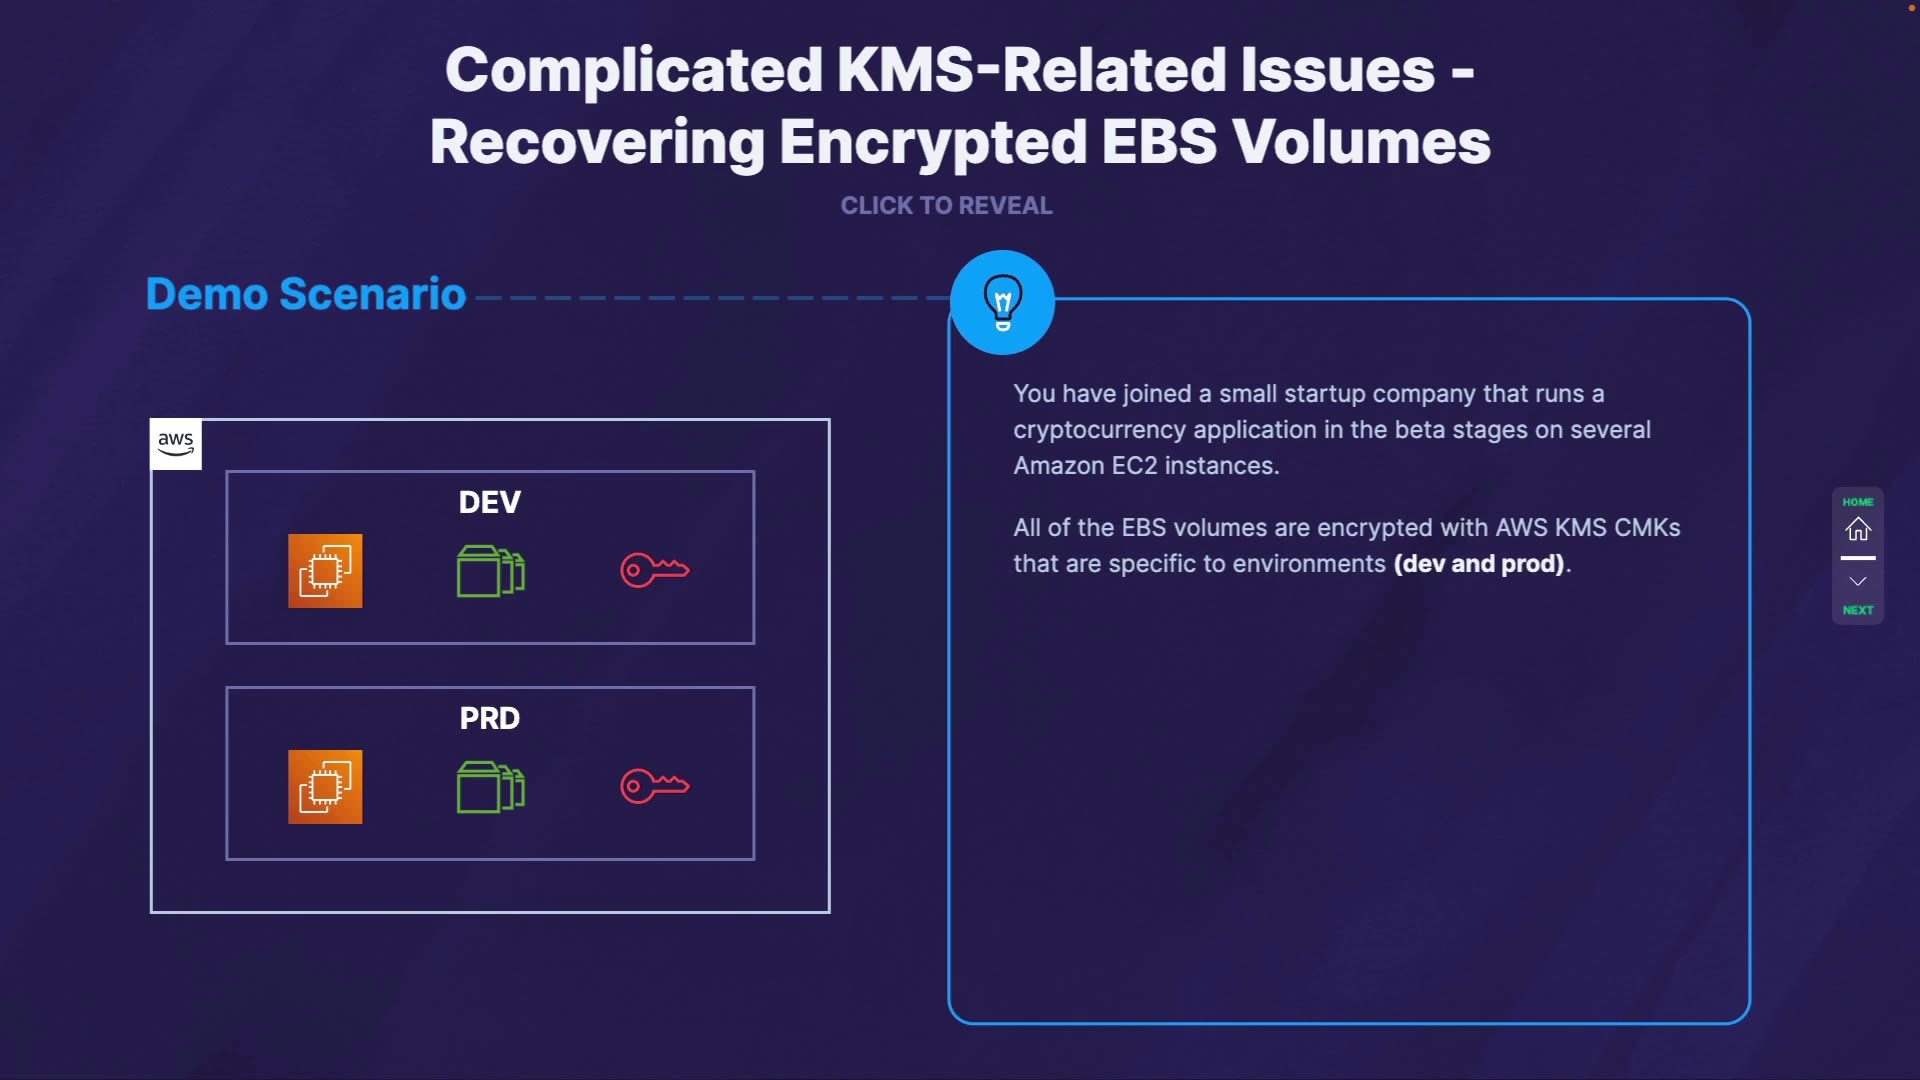 Complicated KMS-Related Issues -
Recovering Encrypted EBS Volumes
CLICK TO REVEAL
Demo Scenario
aws
DEV
PRD
You have joined a small startup company that runs a
cryptocurrency application in the beta stages on several
Amazon EC2 instances.
All of the EBS volumes are encrypted with AWS KMS CMKs
that are specific to environments (dev and prod).
HOME
NEXT